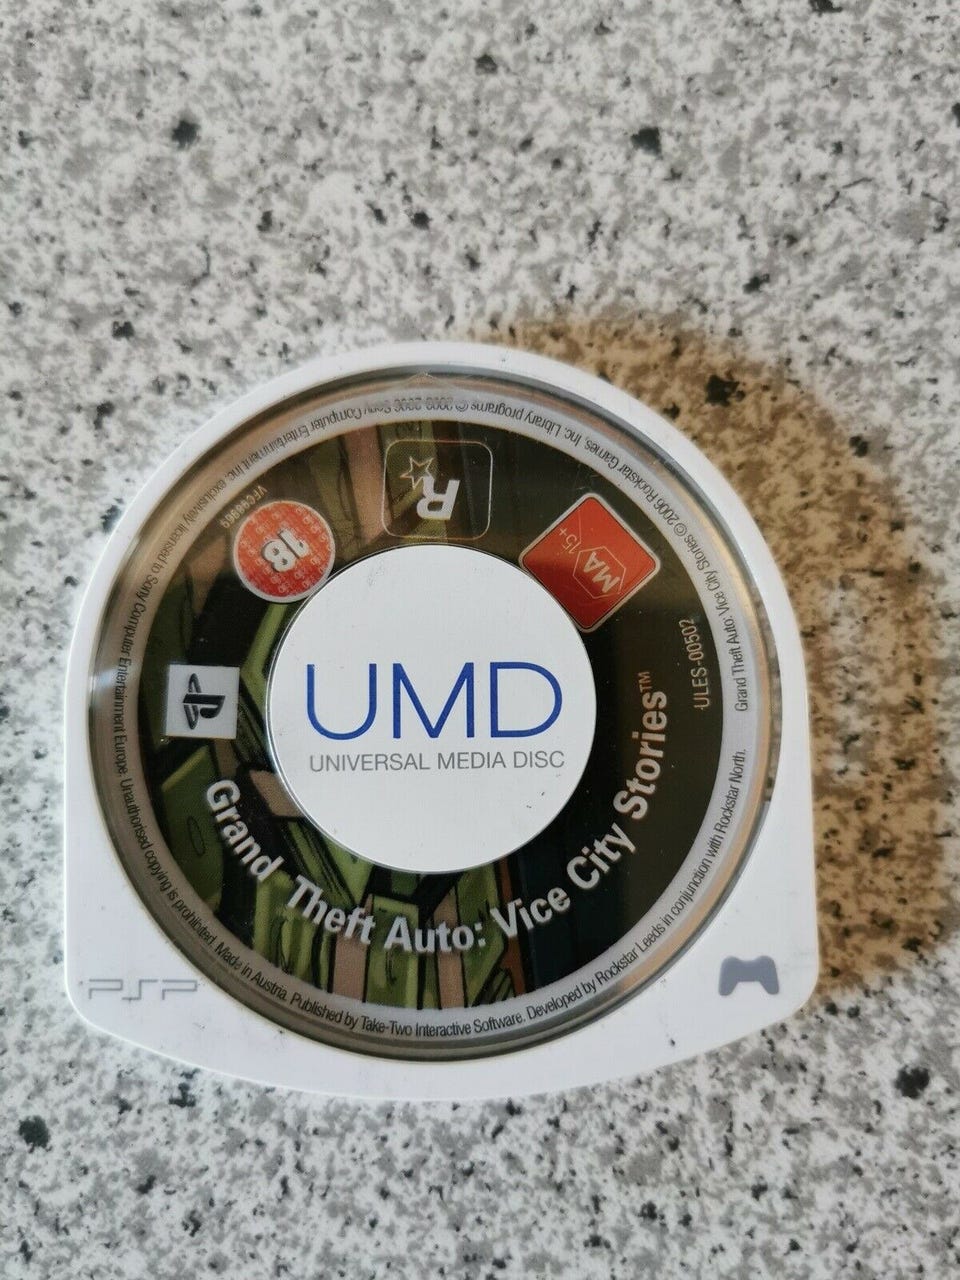 UMD
UNIVERSAL MEDIA DISC
Grand Theft Auto: Vice City Stories™
R
18
MA 15+
ULES-00502
Grand Theft Auto: Vice City Stories © 2006 Rockstar Games, Inc. Library programs © 2003-2006 Sony Computer Entertainment Inc. exclusively licensed to Sony Computer Entertainment Europe. Unauthorised copying is prohibited. Made in Austria. Published by Take-Two Interactive Software. Developed by Rockstar Leeds in conjunction with Rockstar North.
PSP